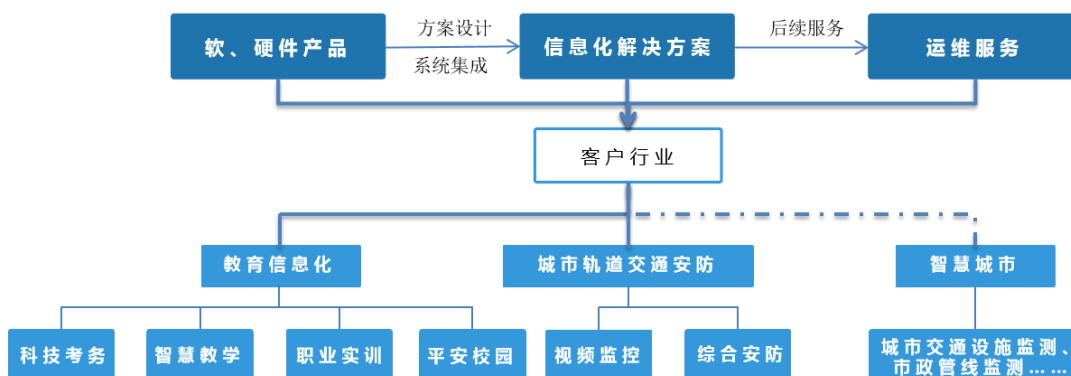 软、硬件产品
方案设计
系统集成
信息化解决方案
后续服务
运维服务
客户行业
教育信息化
城市轨道交通安防
智慧城市
科技考务
智慧教学
职业实训
平安校园
视频监控
综合安防
城市交通设施监测、
市政管线监测……